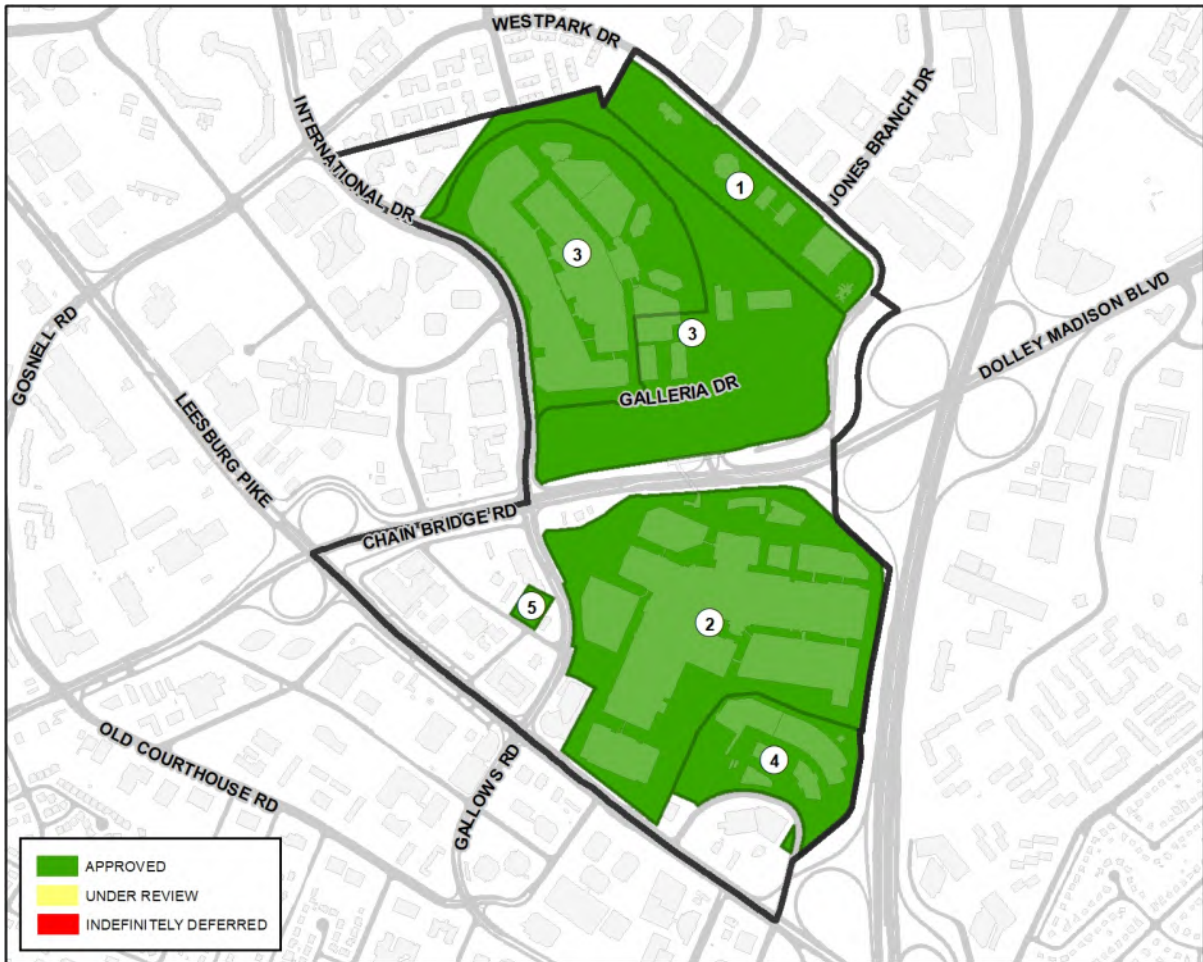 WESTPARK DR
INTERNATIONAL DR
JONES BRANCH DR
1
3
DOLLEY MADISON BLVD
GOSNELL RD
3
GALLERIA DR
LEESBURG PIKE
CHAIN BRIDGE RD
5
2
OLD COURTHOUSE RD
GALLOWS RD
4
APPROVED
UNDER REVIEW
INDEFINITELY DEFERRED